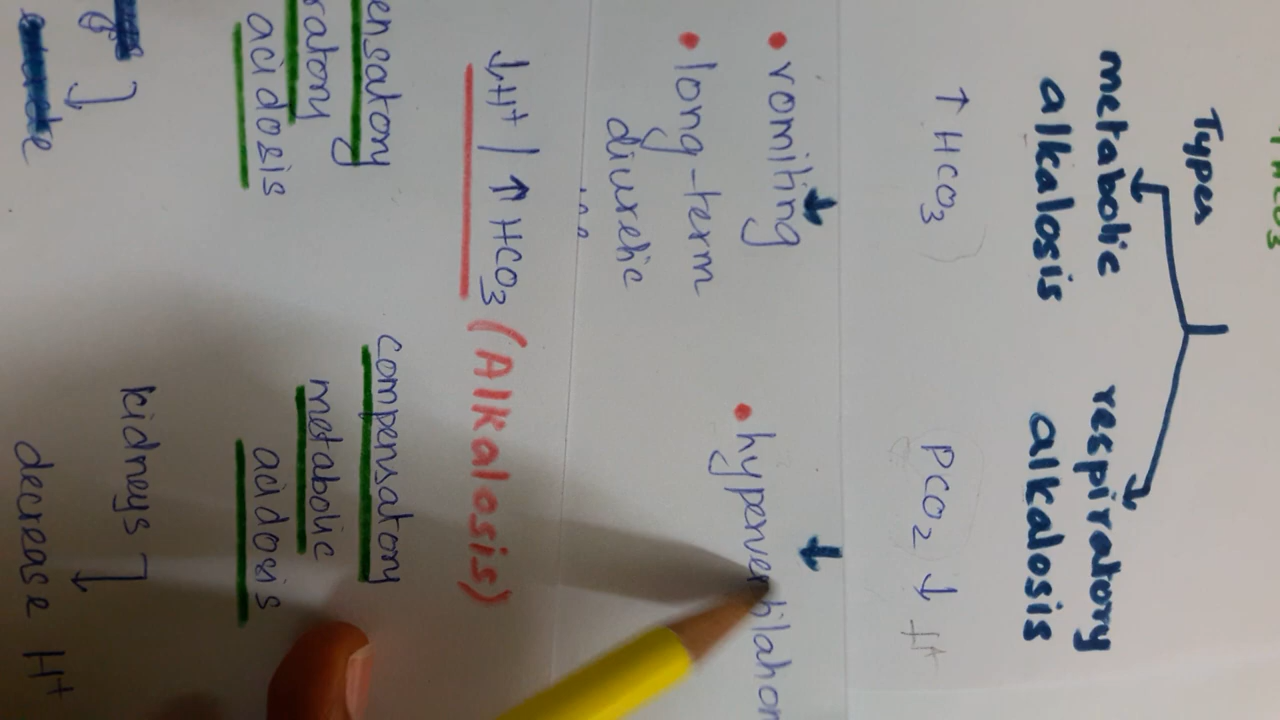 Types
metabolic
alkalosis
respiratory
alkalosis
↑ HCO3
PCO2 ↓ H+
• vomiting
• long-term
diuretic
• hyperventilation
↓H+ / ↑ HCO3 (Alkalosis)
ensatory
ratory
acidosis
compensatory
metabolic
acidosis
kidneys
decrease H+